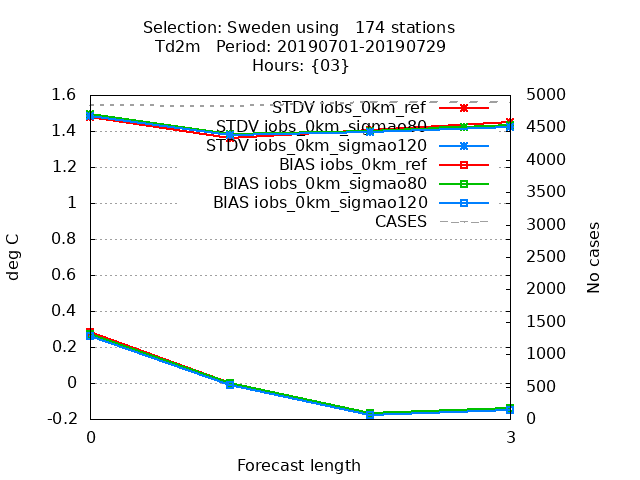 Selection: Sweden using   174 stations
Td2m   Period: 20190701-20190729
Hours: {03}
1.6
1.4
1.2
1
0.8
0.6
0.4
0.2
0
-0.2
deg C
STDV iobs_0km_ref
STDV iobs_0km_sigmao80
STDV iobs_0km_sigmao120
BIAS iobs_0km_ref
BIAS iobs_0km_sigmao80
BIAS iobs_0km_sigmao120
CASES
5000
4500
4000
3500
3000
2500
2000
1500
1000
500
0
No cases
0
3
Forecast length